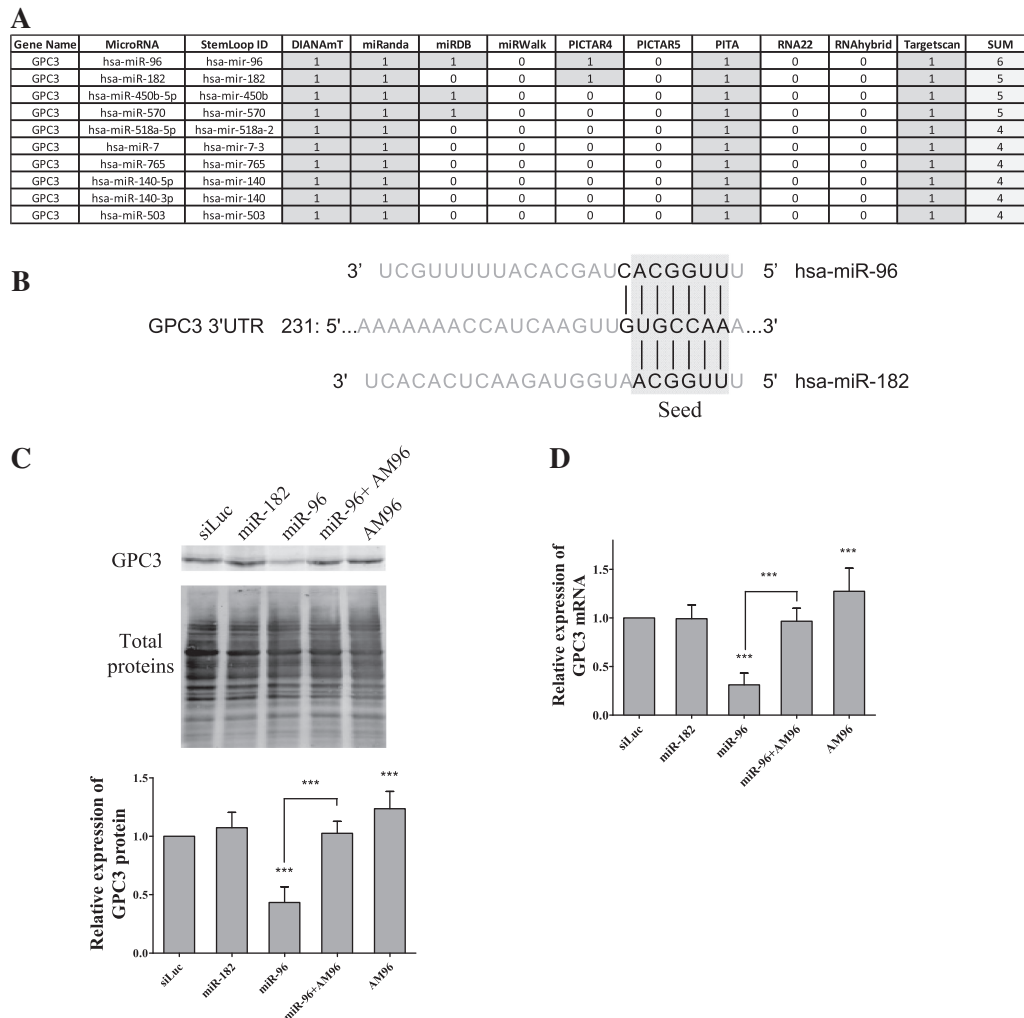 A
Gene Name MicroRNA StemLoop ID DIANAmT miRanda miRDB miRWalk PICTAR4 PICTAR5 PITA RNA22 RNAhybrid Targetscan SUM
GPC3 hsa-miR-96 hsa-mir-96 1 1 1 0 1 0 1 0 0 1 6
GPC3 hsa-miR-182 hsa-mir-182 1 1 0 0 1 0 1 0 0 1 5
GPC3 hsa-miR-450b-5p hsa-mir-450b 1 1 1 0 0 0 1 0 0 1 5
GPC3 hsa-miR-570 hsa-mir-570 1 1 1 0 0 0 1 0 0 1 5
GPC3 hsa-miR-518a-5p hsa-mir-518a-2 1 1 0 0 0 0 1 0 0 1 4
GPC3 hsa-miR-7 hsa-mir-7-3 1 1 0 0 0 0 1 0 0 1 4
GPC3 hsa-miR-765 hsa-mir-765 1 1 0 0 0 0 1 0 0 1 4
GPC3 hsa-miR-140-5p hsa-mir-140 1 1 0 0 0 0 1 0 0 1 4
GPC3 hsa-miR-140-3p hsa-mir-140 1 1 0 0 0 0 1 0 0 1 4
GPC3 hsa-miR-503 hsa-mir-503 1 1 0 0 0 0 1 0 0 1 4
B
3' UCGUUUUUACACGAUCACGGUUU 5' hsa-miR-96
GPC3 3'UTR 231: 5'...AAAAAAACCAUCAAGUUGUGCCAAA...3'
3' UCACACUCAAGAUGGUAACGGUUU 5' hsa-miR-182
Seed
C
siLuc miR-182 miR-96 miR-96+ AM96 AM96
GPC3
Total
proteins
Relative expression of
GPC3 protein
1.5
1.0
0.5
0.0
***
***
***
siLuc miR-182 miR-96 miR-96+AM96 AM96
D
Relative expression of
GPC3 mRNA
1.5
1.0
0.5
0.0
***
***
***
siLuc miR-182 miR-96 miR-96+AM96 AM96